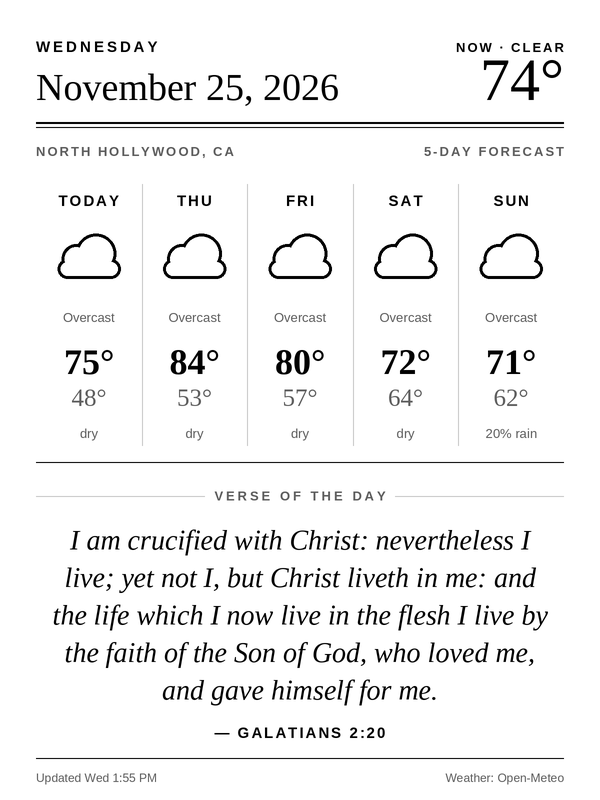 WEDNESDAY
NOW · CLEAR
November 25, 2026
74°
NORTH HOLLYWOOD, CA
5-DAY FORECAST
TODAY THU FRI SAT SUN
Overcast Overcast Overcast Overcast Overcast
75° 84° 80° 72° 71°
48° 53° 57° 64° 62°
dry dry dry dry 20% rain
VERSE OF THE DAY
I am crucified with Christ: nevertheless I
live; yet not I, but Christ liveth in me: and
the life which I now live in the flesh I live by
the faith of the Son of God, who loved me,
and gave himself for me.
— GALATIANS 2:20
Updated Wed 1:55 PM
Weather: Open-Meteo